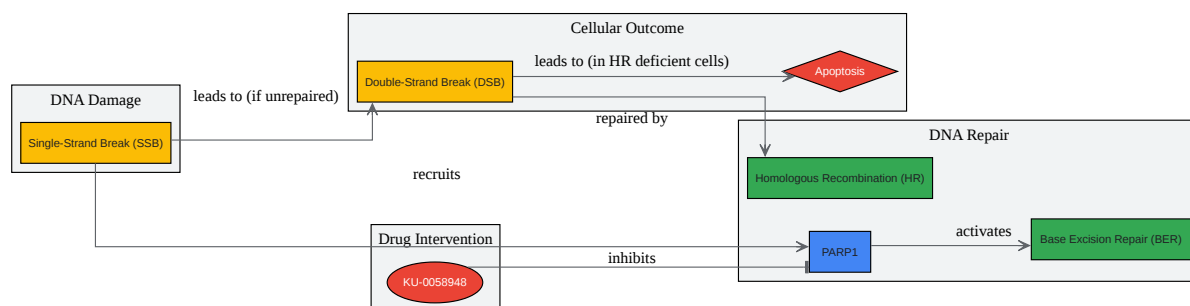 Cellular Outcome
Double-Strand Break (DSB)
leads to (in HR deficient cells)
Apoptosis
DNA Damage
leads to (if unrepaired)
Single-Strand Break (SSB)
repaired by
DNA Repair
Homologous Recombination (HR)
recruits
Drug Intervention
KU-0058948
inhibits
PARP1
activates
Base Excision Repair (BER)